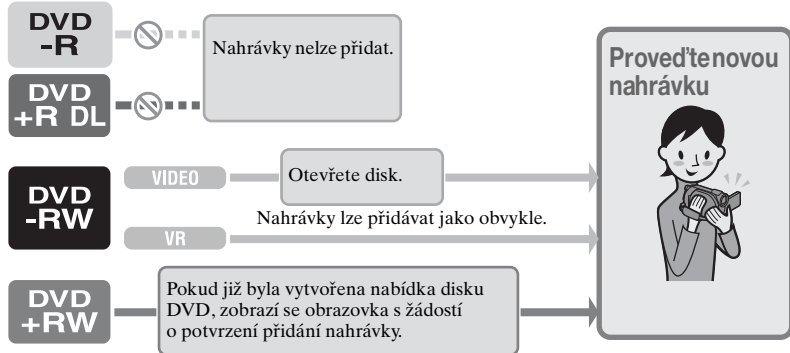 DVD
-R
Nahrávky nelze přidat.
DVD
+R DL
DVD
-RW
VIDEO
Otevřete disk.
Nahrávky lze přidávat jako obvykle.
VR
DVD
+RW
Pokud již byla vytvořena nabídka disku
DVD, zobrazí se obrazovka s žádostí
o potvrzení přidání nahrávky.
Proveďte novou
nahrávku